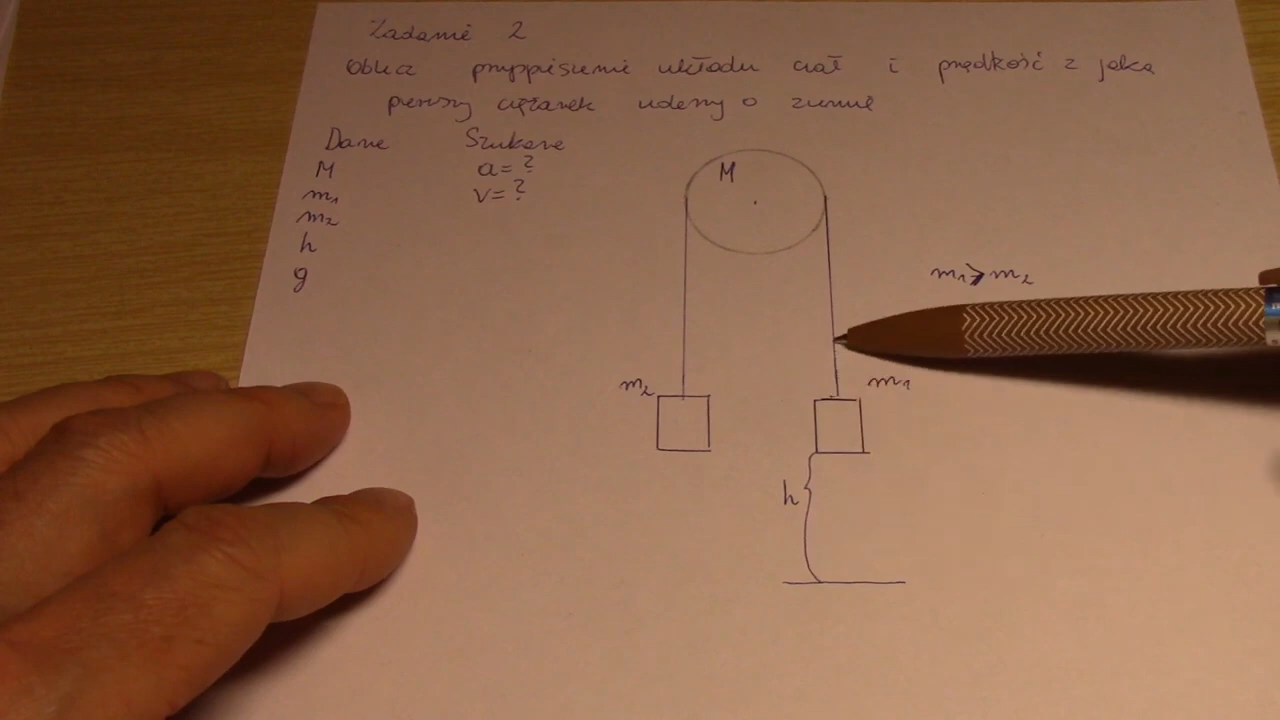 Zadanie 2
Oblicz przyspieszenie układu ciał i prędkość z jaką
pierwszy ciężarek uderzy o ziemię
Dane Szukane
M a=?
m₁ v=?
m₂
h
g
M
m₁>m₂
m₂ m₁
h